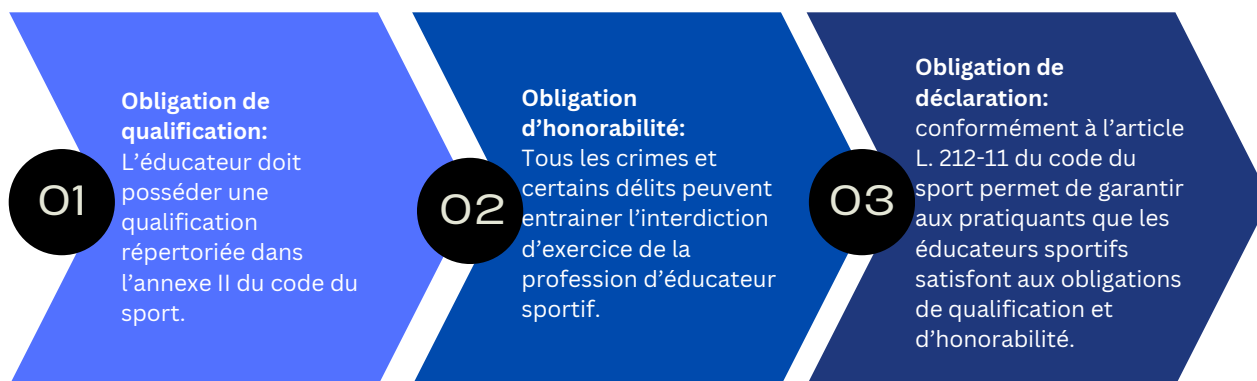 01
Obligation de
qualification:
L'éducateur doit
posséder une
qualification
répertoriée dans
l'annexe II du code du
sport.
02
Obligation
d'honorabilité:
Tous les crimes et
certains délits peuvent
entrainer l'interdiction
d'exercice de la
profession d'éducateur
sportif.
03
Obligation de
déclaration:
conformément à l'article
L. 212-11 du code du
sport permet de garantir
aux pratiquants que les
éducateurs sportifs
satisfont aux obligations
de qualification et
d'honorabilité.